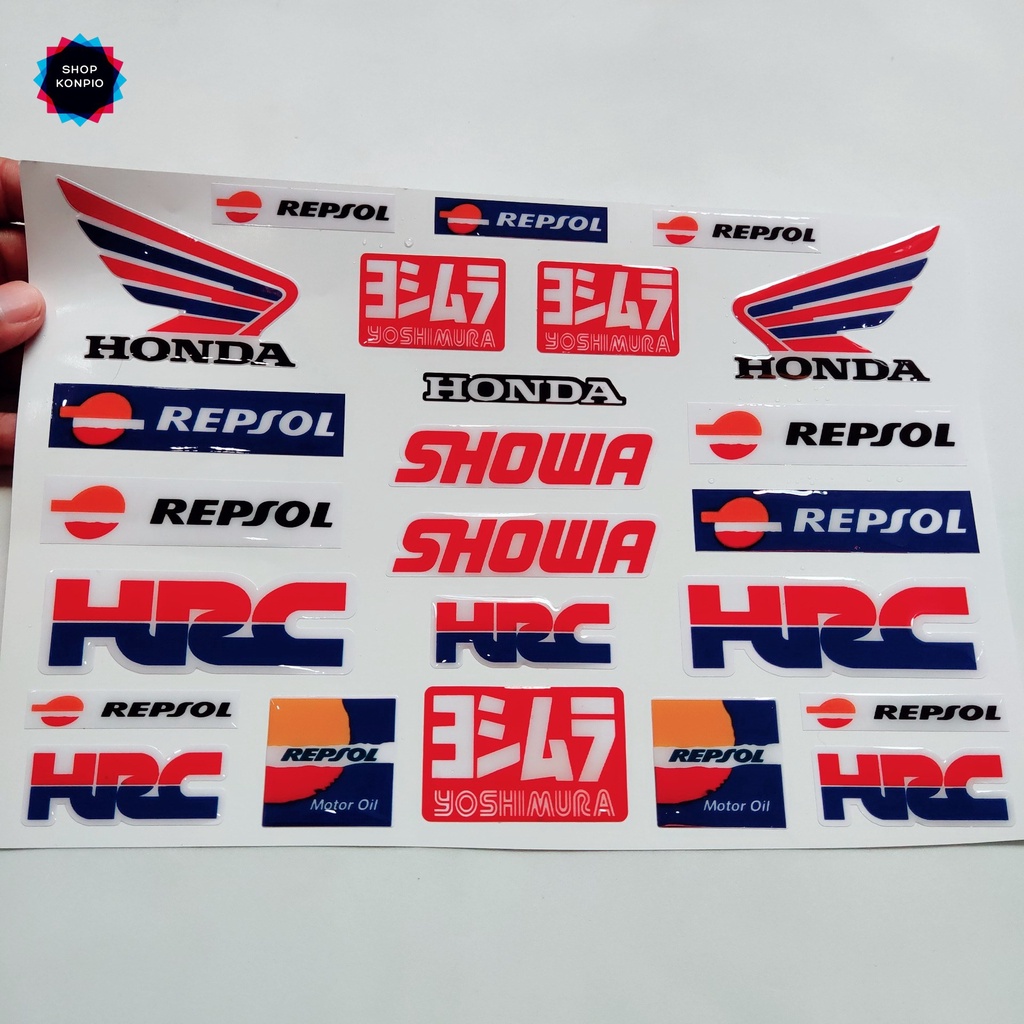 SHOP
KONPIO
REPSOL
REPSOL
REPSOL
HONDA
ヨシムラ
YOSHIMURA
ヨシムラ
YOSHIMURA
HONDA
REPSOL
HONDA
REPSOL
SHOWA
REPSOL
SHOWA
REPSOL
HRC
HRC
HRC
REPSOL
REPSOL
HRC
REPSOL
Motor Oil
ヨシムラ
YOSHIMURA
REPSOL
Motor Oil
HRC